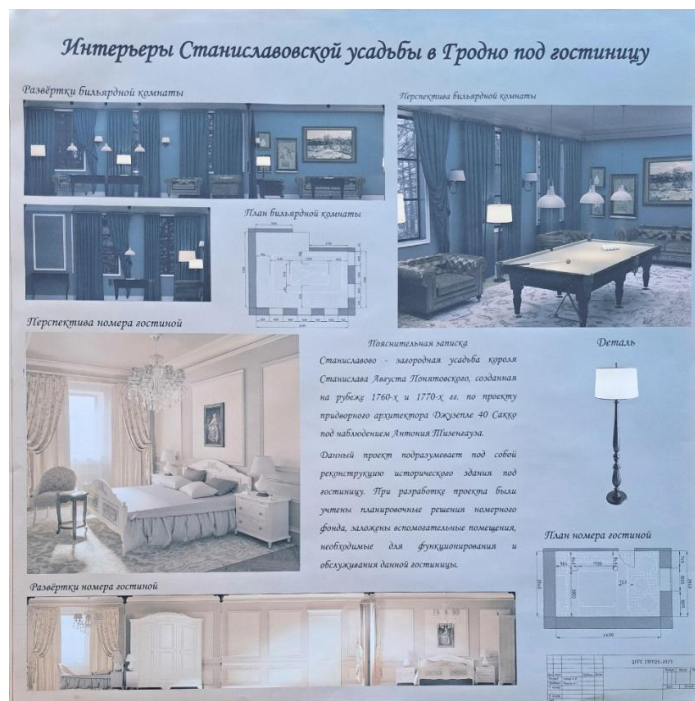 Интерьеры Станиславовской усадьбы в Гродно под гостиницу
Развёртки бильярдной комнаты
Перспектива бильярдной комнаты
План бильярдной комнаты
Перспектива номера гостиной
Пояснительная записка
Станиславово - загородная усадьба короля
Станислава Августа Понятовского, созданная
на рубеже 1760-х и 1770-х гг. по проекту
придворного архитектора Джузеппе 40 Сакко
под наблюдением Антония Тизенгауза.
Данный проект подразумевает под собой
реконструкцию исторического здания под
гостиницу. При разработке проекта были
учтены планировочные решения номерного
фонда, заложены вспомогательные помещения,
необходимые для функционирования и
обслуживания данной гостиницы.
Деталь
План номера гостиной
Развёртки номера гостиной